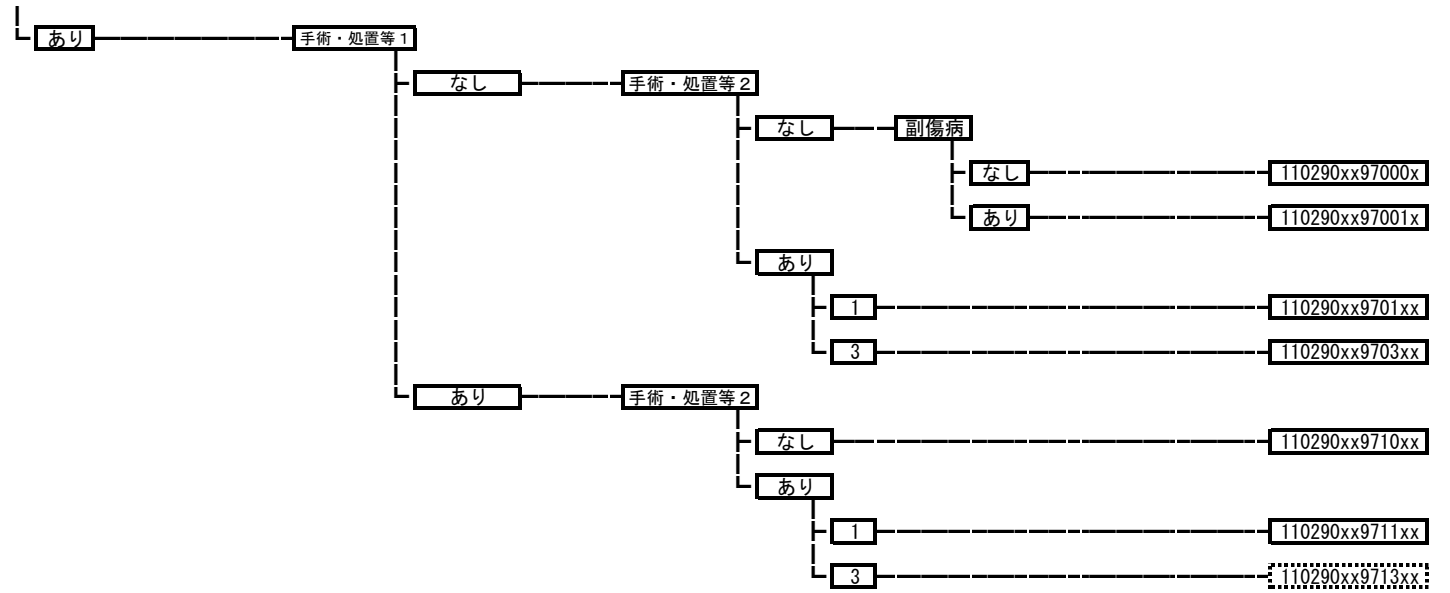 あり 手術・処置等1
なし 手術・処置等2
なし 副傷病
なし 110290xx97000x
あり 110290xx97001x
あり
1 110290xx9701xx
3 110290xx9703xx
あり 手術・処置等2
なし 110290xx9710xx
あり
1 110290xx9711xx
3 110290xx9713xx